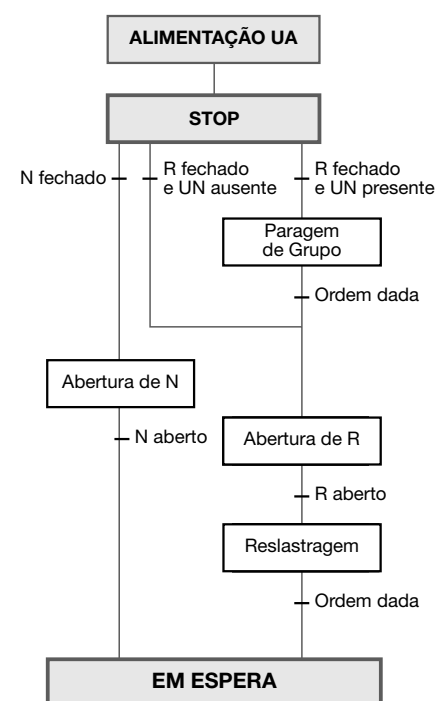 ALIMENTAÇÃO UA
STOP
N fechado
R fechado
e UN ausente
R fechado
e UN presente
Paragem
de Grupo
Ordem dada
Abertura de N
N aberto
Abertura de R
R aberto
Reslastragem
Ordem dada
EM ESPERA